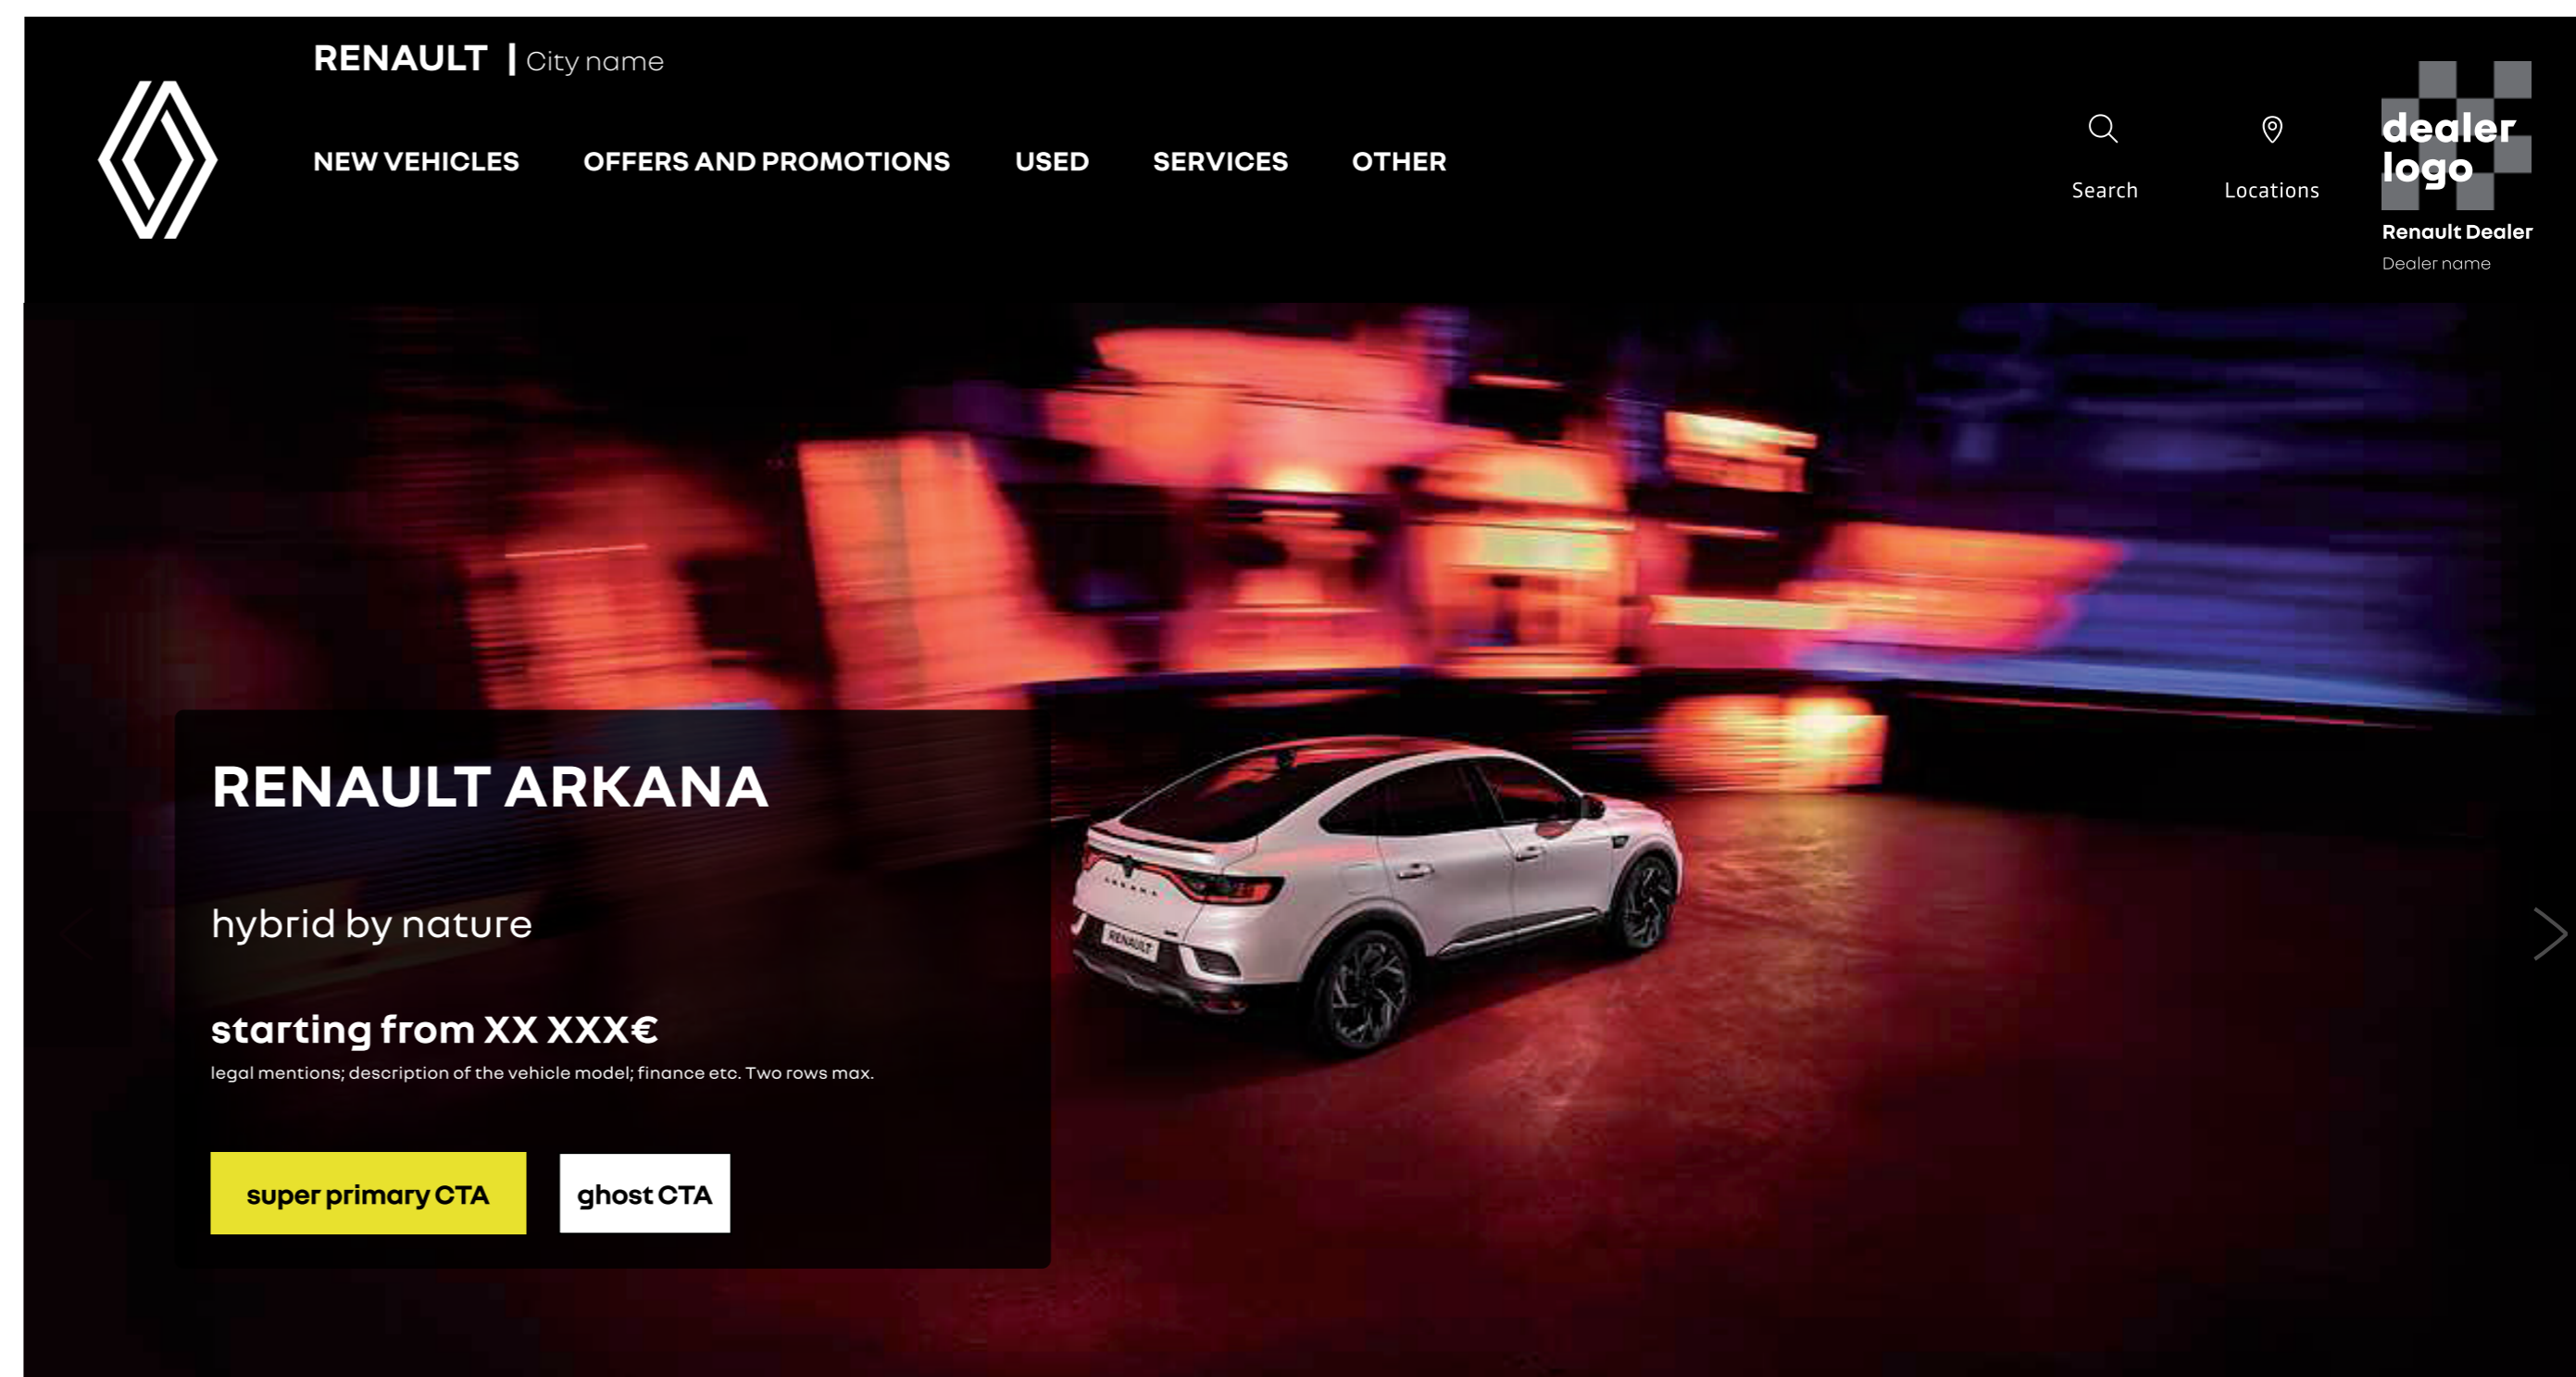 RENAULT | City name
NEW VEHICLES OFFERS AND PROMOTIONS USED SERVICES OTHER
Search
Locations
dealer
logo
Renault Dealer
Dealer name
RENAULT ARKANA
hybrid by nature
starting from XX XXX€
legal mentions; description of the vehicle model; finance etc. Two rows max.
super primary CTA
ghost CTA
ARKANA
RENAULT